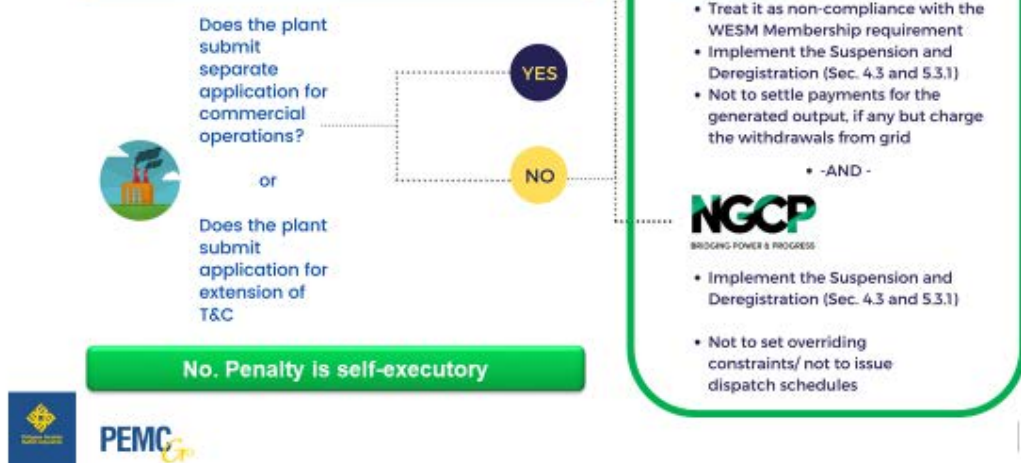 Does the plant
submit
separate
application for
commercial
operations?
or
Does the plant
submit
application for
extension of
T&C
YES
NO
• Treat it as non-compliance with the
WESM Membership requirement
• Implement the Suspension and
Deregistration (Sec. 4.3 and 5.3.1)
• Not to settle payments for the
generated output, if any but charge
the withdrawals from grid
• -AND -
NGCP
BRIDGING POWER & PROGRESS
• Implement the Suspension and
Deregistration (Sec. 4.3 and 5.3.1)
• Not to set overriding
constraints/ not to issue
dispatch schedules
No. Penalty is self-executory
PEMC
Go